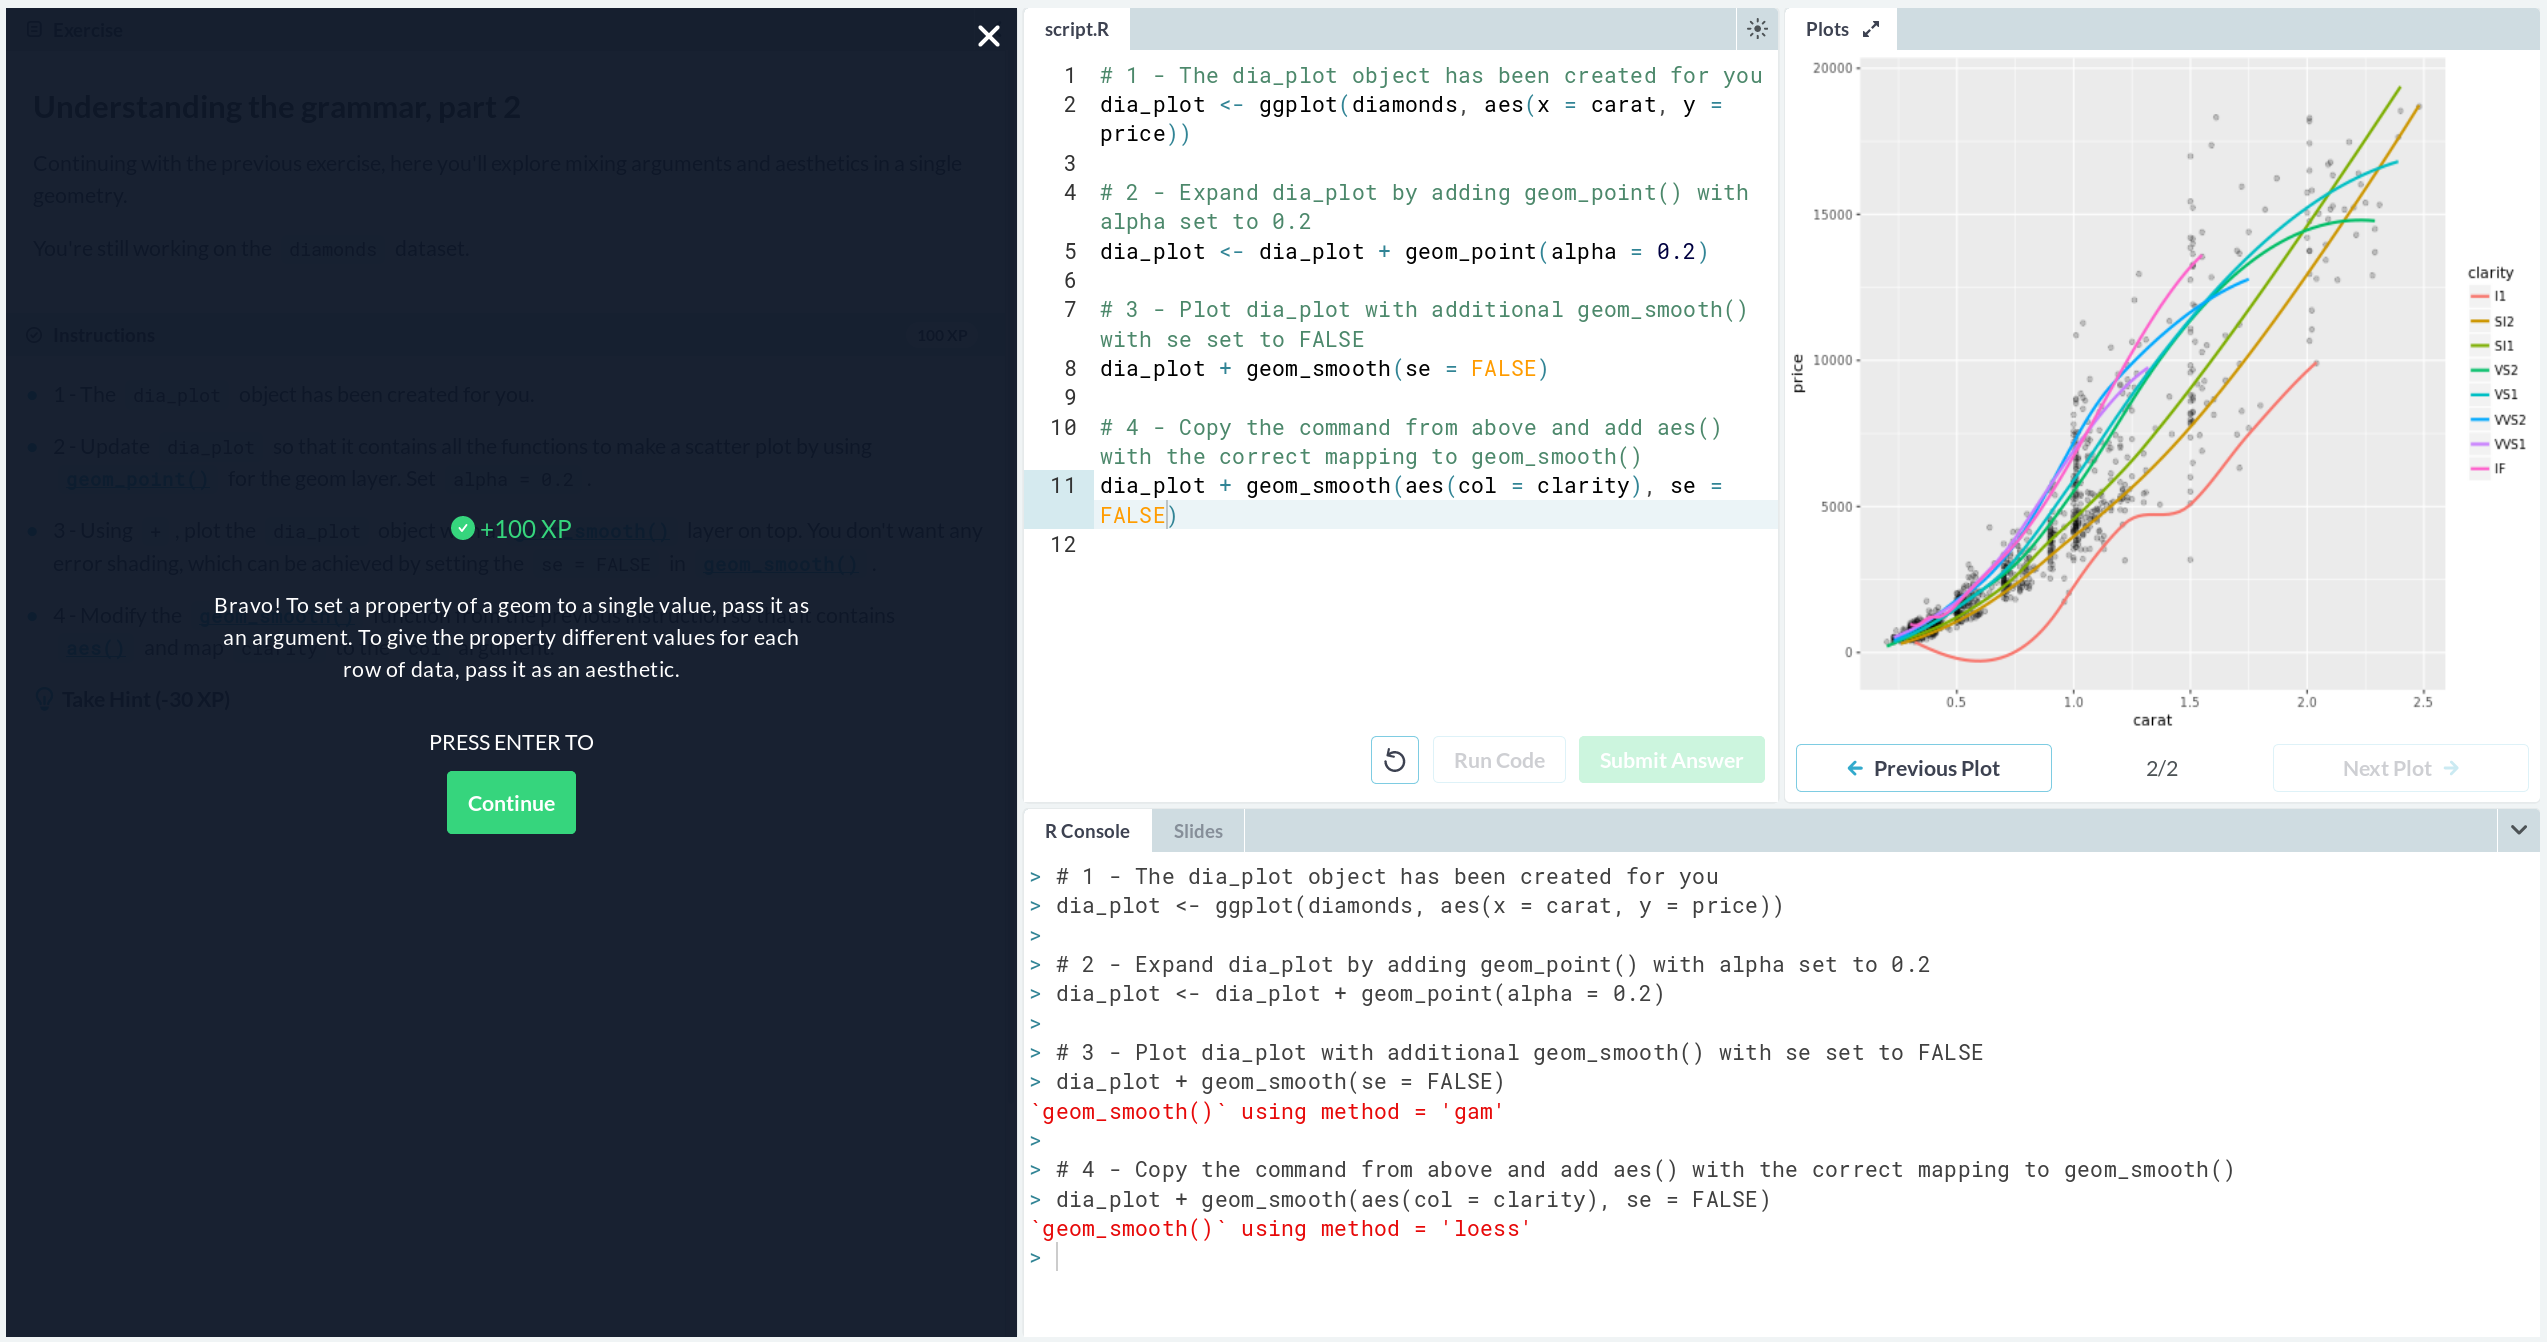 Exercise
Understanding the grammar, part 2
Continuing with the previous exercise, here you'll explore mixing arguments and aesthetics in a single
geometry.
You're still working on the diamonds dataset.
Instructions
100 XP
1 - The dia_plot object has been created for you.
2 - Update dia_plot so that it contains all the functions to make a scatter plot by using
geom_point() for the geom layer. Set alpha = 0.2 .
3 - Using + , plot the dia_plot object w smooth() layer on top. You don't want any
error shading, which can be achieved by setting the se = FALSE in geom_smooth() .
4 - Modify the geom_smooth() function from the previous instruction so that it contains
aes() and map clarity to the col argument.
Take Hint (-30 XP)
+100 XP
Bravo! To set a property of a geom to a single value, pass it as
an argument. To give the property different values for each
row of data, pass it as an aesthetic.
PRESS ENTER TO
Continue
script.R
1 # 1 - The dia_plot object has been created for you
2 dia_plot <- ggplot(diamonds, aes(x = carat, y =
price))
3
4 # 2 - Expand dia_plot by adding geom_point() with
alpha set to 0.2
5 dia_plot <- dia_plot + geom_point(alpha = 0.2)
6
7 # 3 - Plot dia_plot with additional geom_smooth()
with se set to FALSE
8 dia_plot + geom_smooth(se = FALSE)
9
10 # 4 - Copy the command from above and add aes()
with the correct mapping to geom_smooth()
11 dia_plot + geom_smooth(aes(col = clarity), se =
FALSE)
12
Run Code
Submit Answer
Plots
20000
15000
10000
5000
0
price
0.5 1.0 1.5 2.0 2.5
carat
clarity
I1
SI2
SI1
VS2
VS1
VVS2
VVS1
IF
Previous Plot
2/2
Next Plot
R Console
Slides
> # 1 - The dia_plot object has been created for you
> dia_plot <- ggplot(diamonds, aes(x = carat, y = price))
>
> # 2 - Expand dia_plot by adding geom_point() with alpha set to 0.2
> dia_plot <- dia_plot + geom_point(alpha = 0.2)
>
> # 3 - Plot dia_plot with additional geom_smooth() with se set to FALSE
> dia_plot + geom_smooth(se = FALSE)
`geom_smooth()` using method = 'gam'
>
> # 4 - Copy the command from above and add aes() with the correct mapping to geom_smooth()
> dia_plot + geom_smooth(aes(col = clarity), se = FALSE)
`geom_smooth()` using method = 'loess'
>